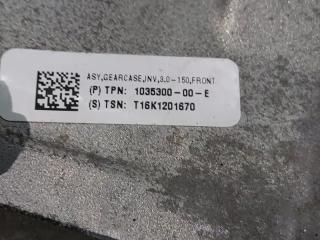 ASY,GEARCASE,INV,3.0-150,FRONT
(P) TPN: 1035300-00-E
(S) TSN: T16K1201670